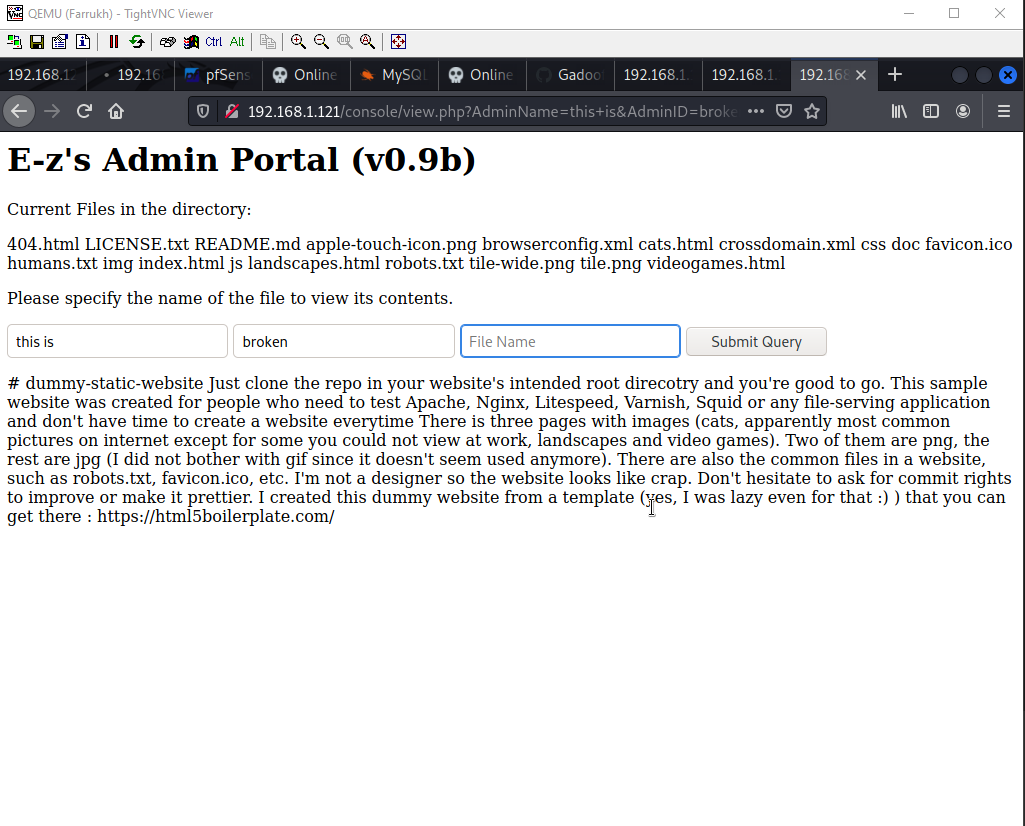 QEMU (Farrukh) - TightVNC Viewer
Ctrl Alt
192.168.1 192.16 pfSens Online MySQL Online Gadoo 192.168.1. 192.168.1. 192.168
192.168.1.121/console/view.php?AdminName=this+is&AdminID=broke
E-z's Admin Portal (v0.9b)
Current Files in the directory:
404.html LICENSE.txt README.md apple-touch-icon.png browserconfig.xml cats.html crossdomain.xml css doc favicon.ico
humans.txt img index.html js landscapes.html robots.txt tile-wide.png tile.png videogames.html
Please specify the name of the file to view its contents.
this is broken File Name Submit Query
# dummy-static-website Just clone the repo in your website's intended root direcotry and you're good to go. This sample
website was created for people who need to test Apache, Nginx, Litespeed, Varnish, Squid or any file-serving application
and don't have time to create a website everytime There is three pages with images (cats, apparently most common
pictures on internet except for some you could not view at work, landscapes and video games). Two of them are png, the
rest are jpg (I did not bother with gif since it doesn't seem used anymore). There are also the common files in a website,
such as robots.txt, favicon.ico, etc. I'm not a designer so the website looks like crap. Don't hesitate to ask for commit rights
to improve or make it prettier. I created this dummy website from a template (yes, I was lazy even for that :) ) that you can
get there : https://html5boilerplate.com/